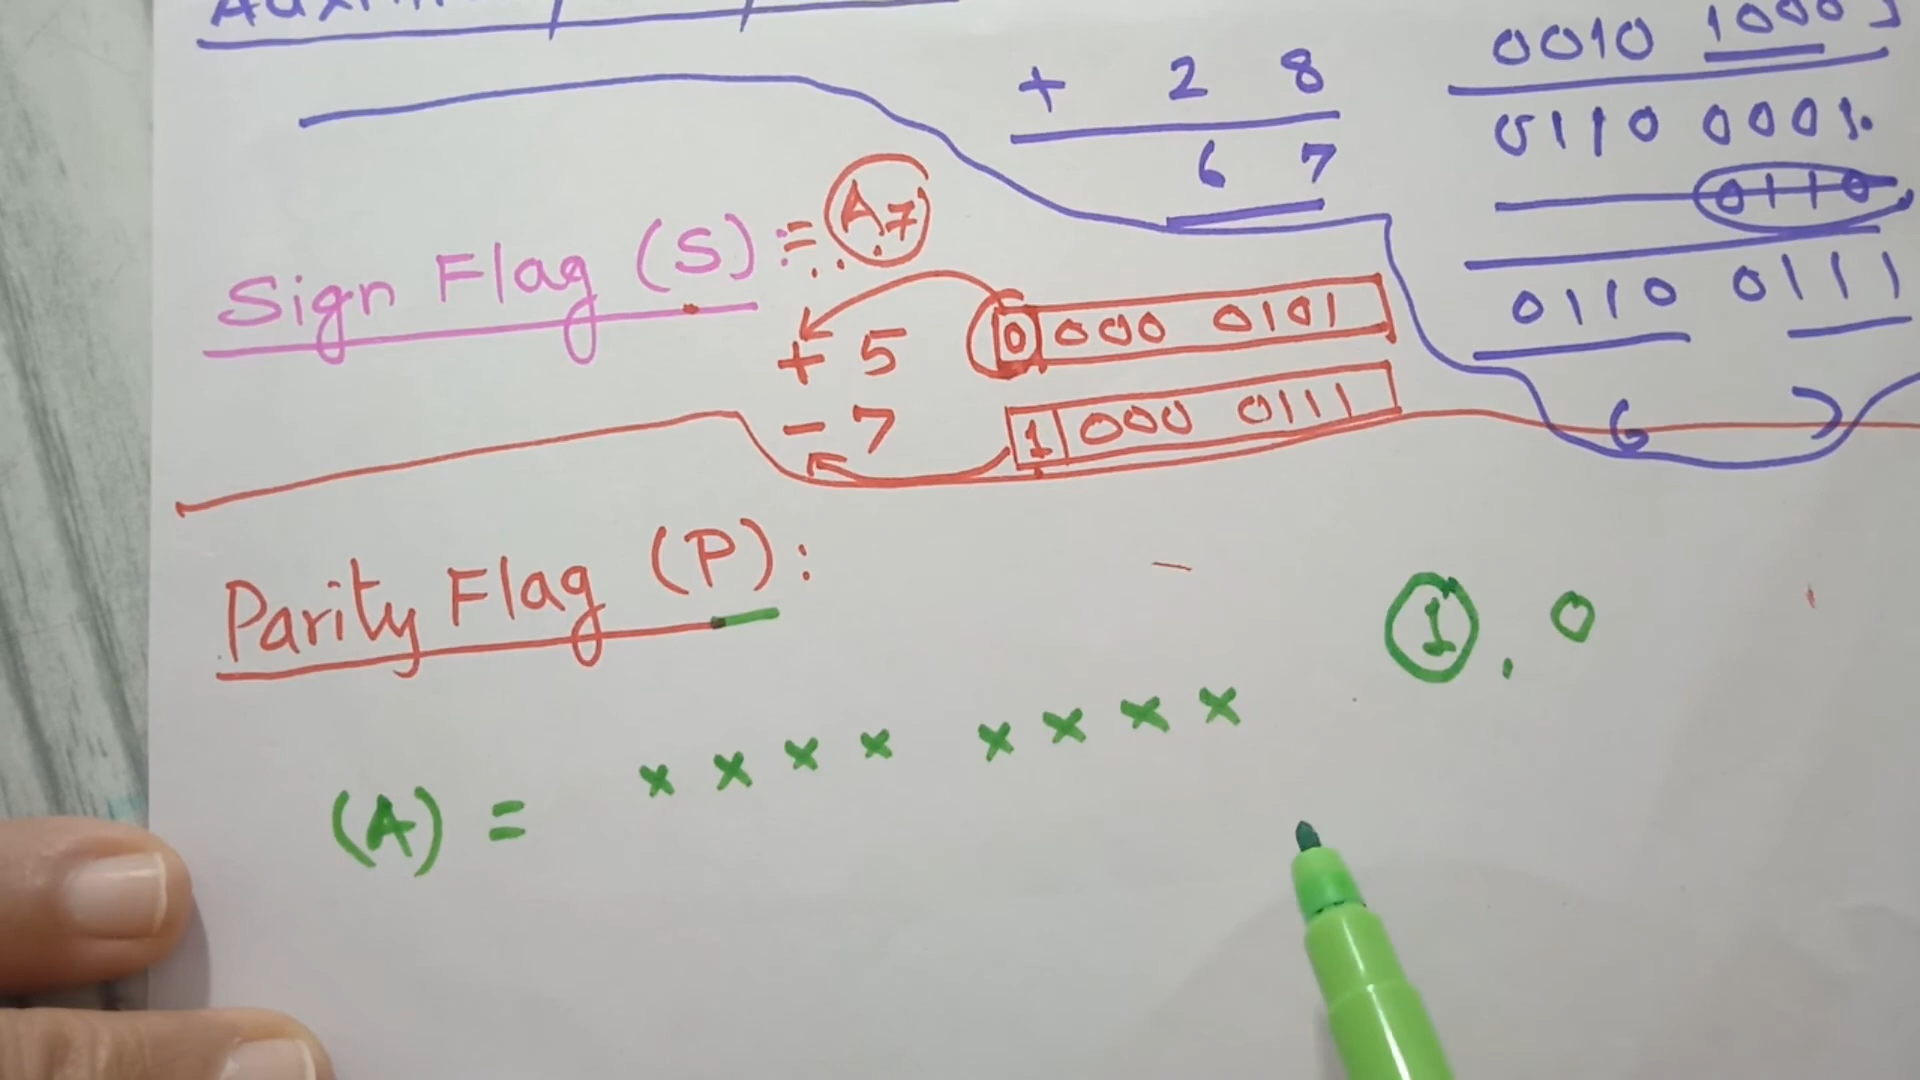 + 2 8
6 7
0010 1000
0110 0001
0110
0110 0111
6 7
Sign Flag (S) := A7
+ 5 0 000 0101
- 7 1 000 0111
Parity Flag (P) :
1, 0
(A) = x x x x x x x x